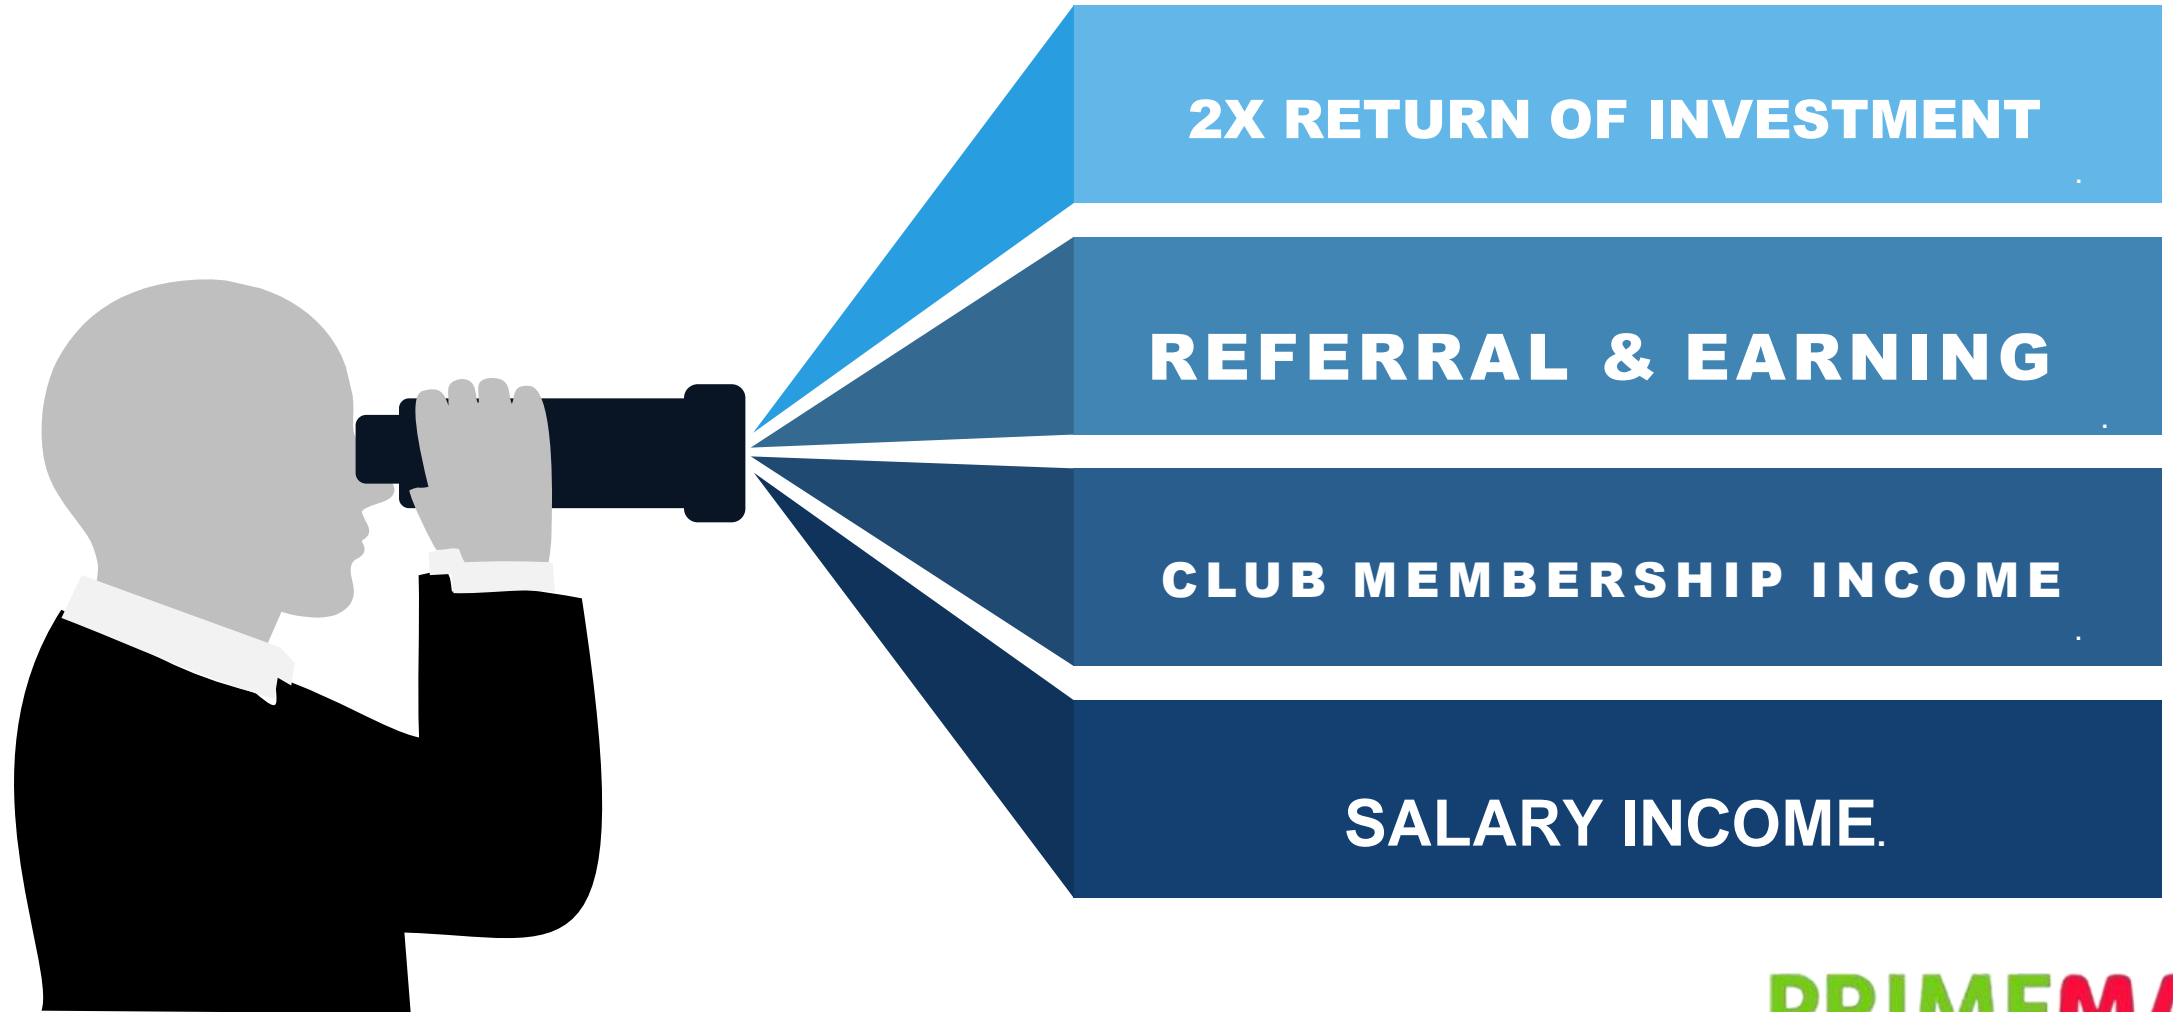 2X RETURN OF INVESTMENT
.
REFERRAL & EARNING
.
CLUB MEMBERSHIP INCOME
.
SALARY INCOME.